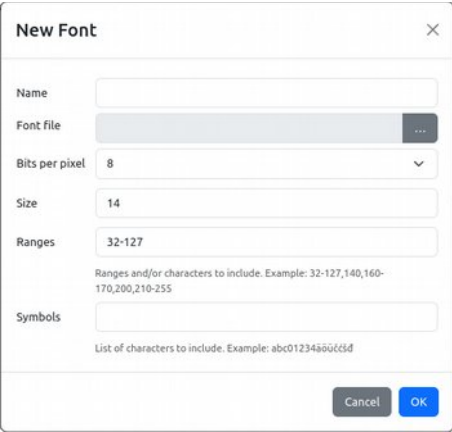 New Font
Name
Font file
...
Bits per pixel
8
Size
14
Ranges
32-127
Ranges and/or characters to include. Example: 32-127,140,160-
170,200,210-255
Symbols
List of characters to include. Example: abc01234äöüčćšđ
Cancel
OK